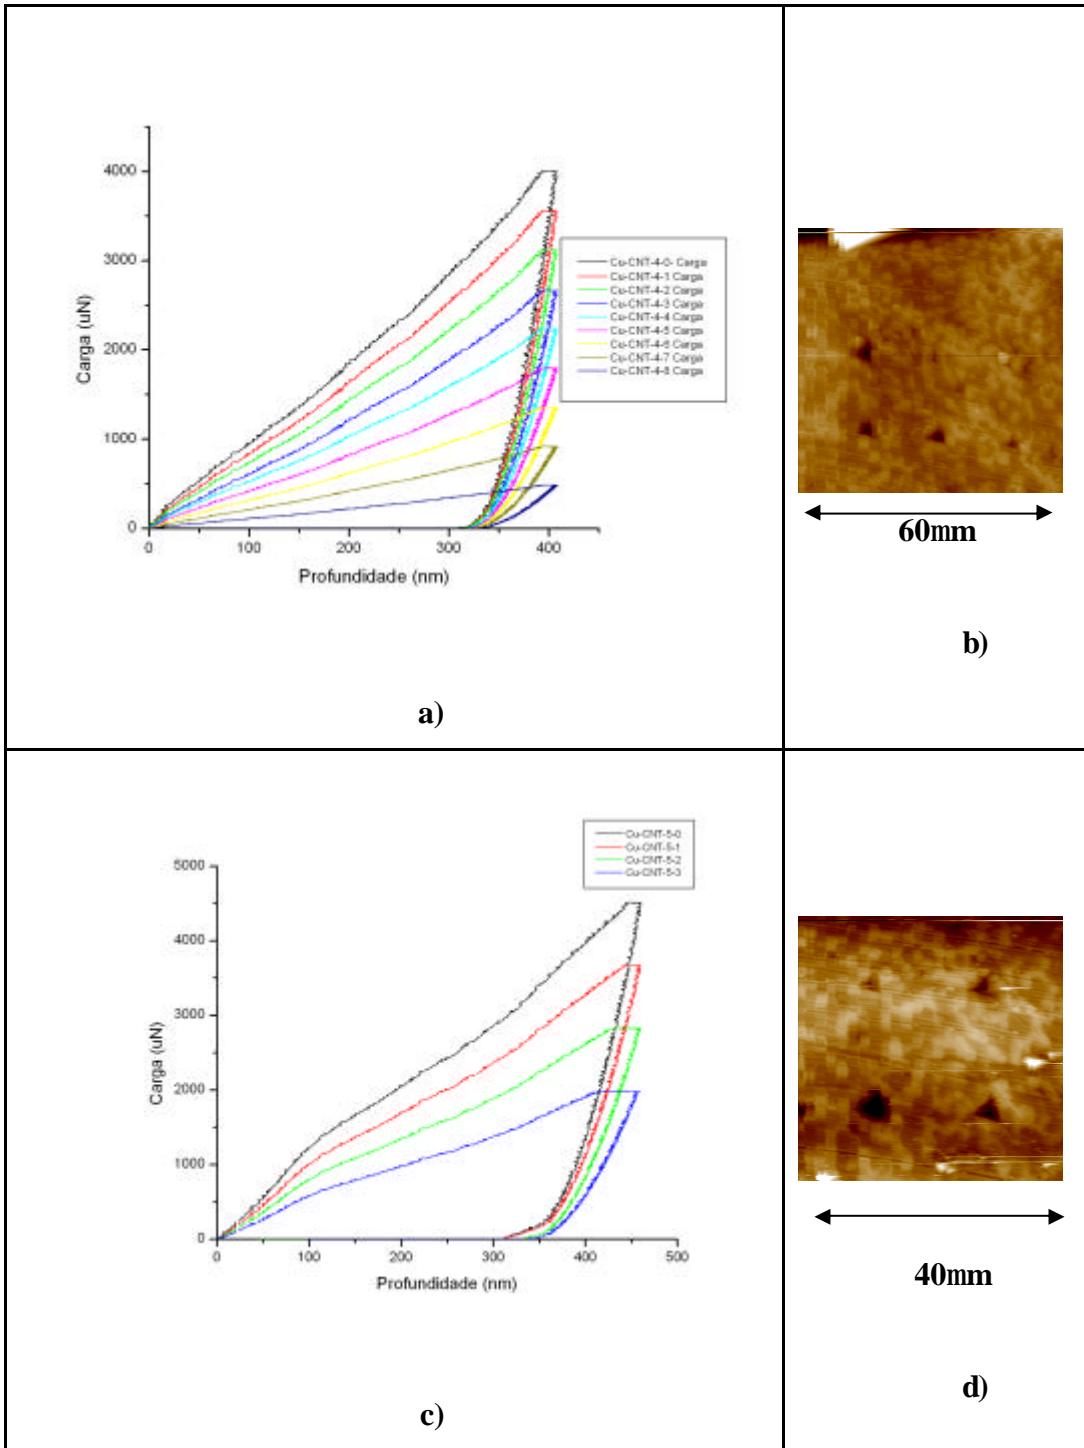 4000
3000
2000
1000
0
Carga (uN)
0 100 200 300 400
Profundidade (nm)
Cu-CNT-4-0- Carga
Cu-CNT-4-1 Carga
Cu-CNT-4-2 Carga
Cu-CNT-4-3 Carga
Cu-CNT-4-4 Carga
Cu-CNT-4-5 Carga
Cu-CNT-4-6 Carga
Cu-CNT-4-7 Carga
Cu-CNT-4-8 Carga
a)
60mm
b)
Cu-CNT-5-0
Cu-CNT-5-1
Cu-CNT-5-2
Cu-CNT-5-3
5000
4000
3000
2000
1000
0
Carga (uN)
0 100 200 300 400 500
Profundidade (nm)
c)
40mm
d)